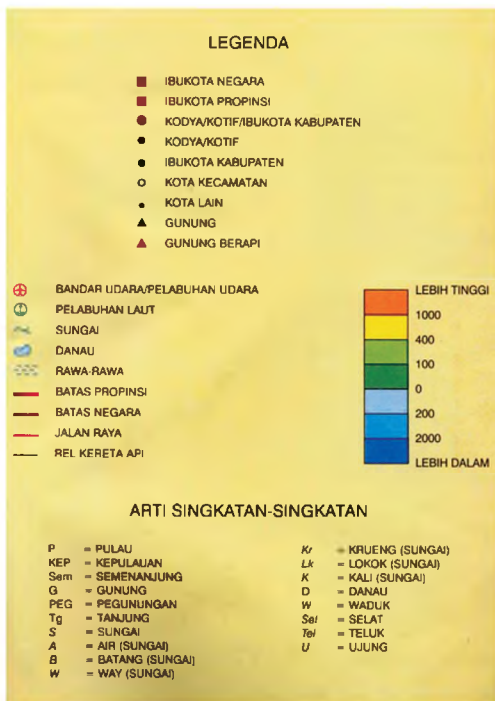 LEGENDA
IBUKOTA NEGARA
IBUKOTA PROPINSI
KODYA/KOTIF/IBUKOTA KABUPATEN
KODYA/KOTIF
IBUKOTA KABUPATEN
KOTA KECAMATAN
KOTA LAIN
GUNUNG
GUNUNG BERAPI
BANDAR UDARA/PELABUHAN UDARA
PELABUHAN LAUT
SUNGAI
DANAU
RAWA-RAWA
BATAS PROPINSI
BATAS NEGARA
JALAN RAYA
REL KERETA API
LEBIH TINGGI
1000
400
100
0
200
2000
LEBIH DALAM
ARTI SINGKATAN-SINGKATAN
P = PULAU
KEP = KEPULAUAN
Sem = SEMENANJUNG
G = GUNUNG
PEG = PEGUNUNGAN
Tg = TANJUNG
S = SUNGAI
A = AIR (SUNGAI)
B = BATANG (SUNGAI)
W = WAY (SUNGAI)
Kr = KRUENG (SUNGAI)
Lk = LOKOK (SUNGAI)
K = KALI (SUNGAI)
D = DANAU
W = WADUK
Sel = SELAT
Tel = TELUK
U = UJUNG